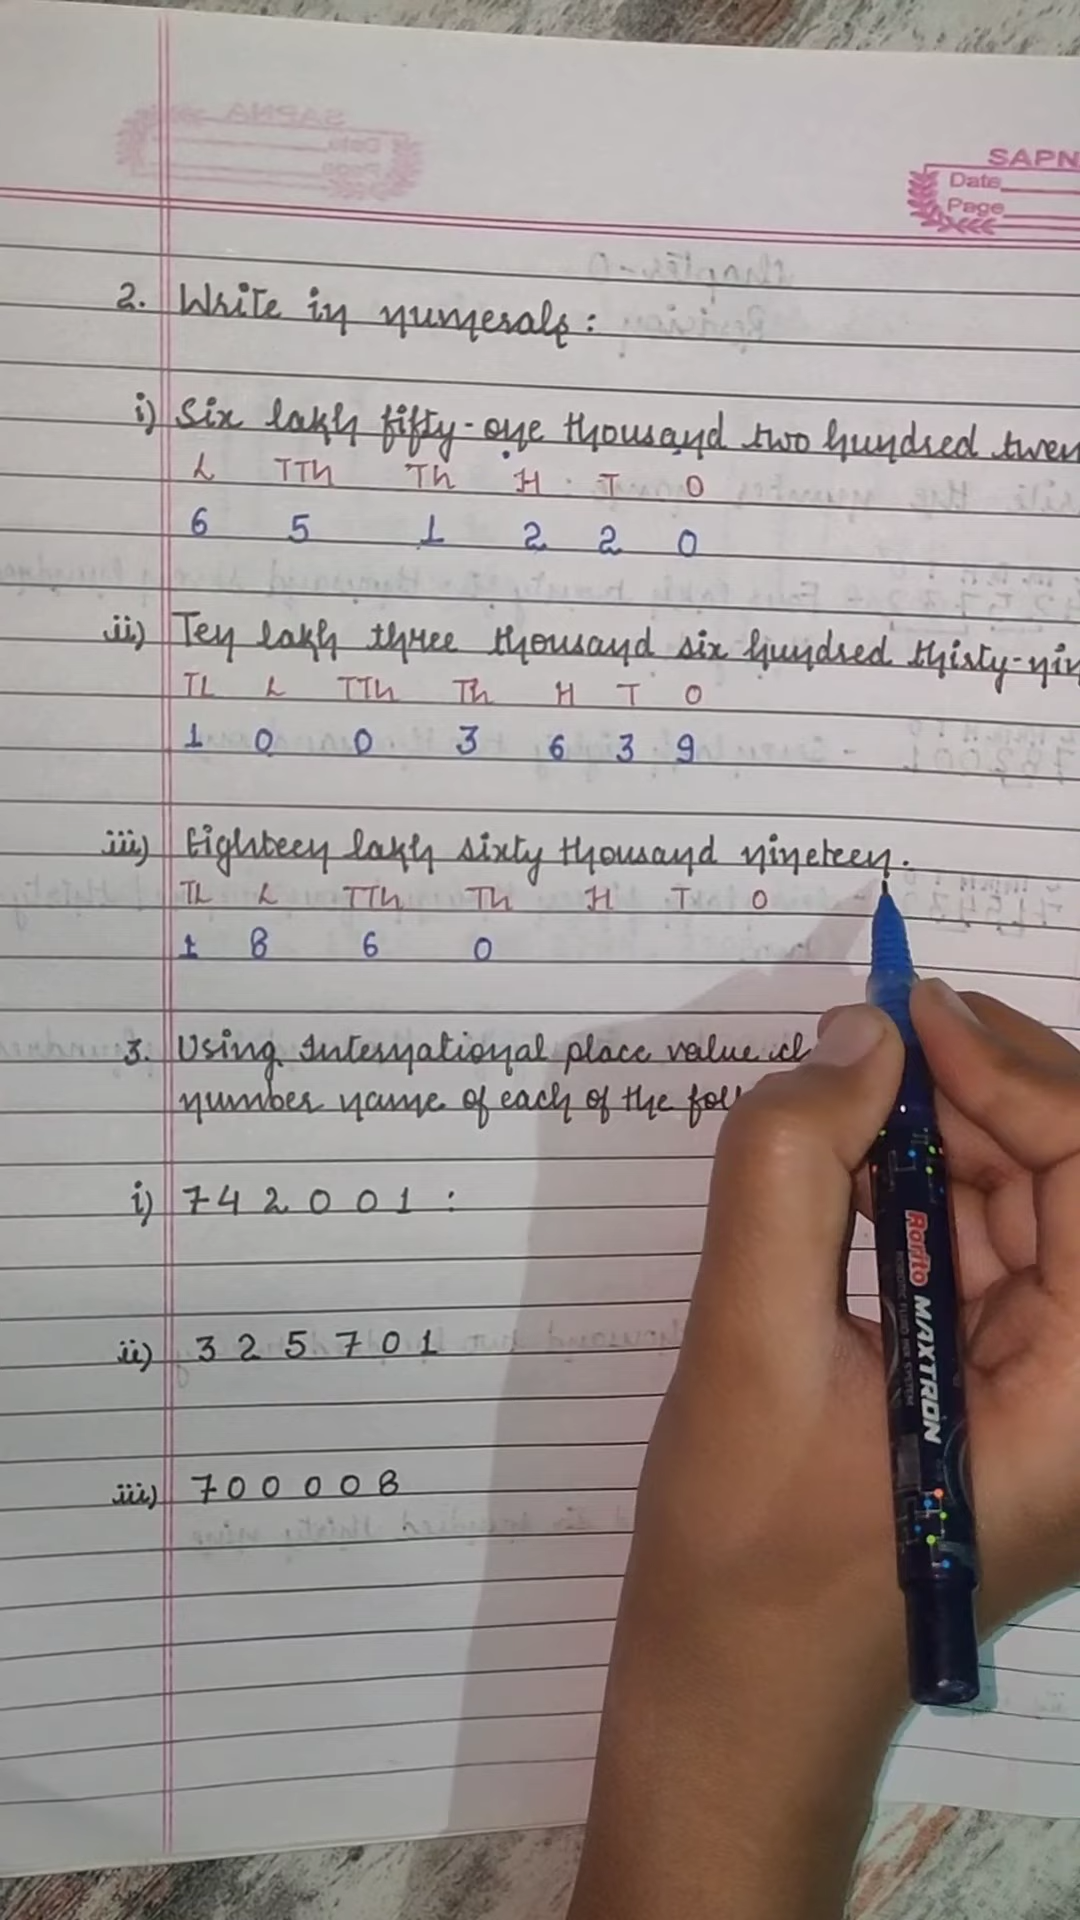 SAPN
Date
Page
2. Write in numerals:
i) Six lakh fifty-one thousand two hundred twen
L TTh Th H T O
6 5 1 2 2 0
ii) Ten lakh three thousand six hundred thirty-nin
TL L TTh Th H T O
1 0 0 3 6 3 9
iii) Eighteen lakh sixty thousand nineteen.
TL L TTh Th H T O
1 8 6 0
3. Using International place value ch
number name of each of the foll
i) 742001:
ii) 325701
iii) 700008
Rorito MAXTRON